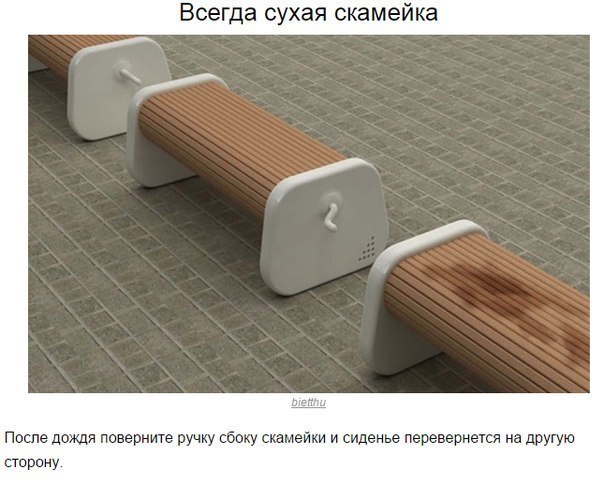 Всегда сухая скамейка
bietthu
После дождя поверните ручку сбоку скамейки и сиденье перевернется на другую
сторону.